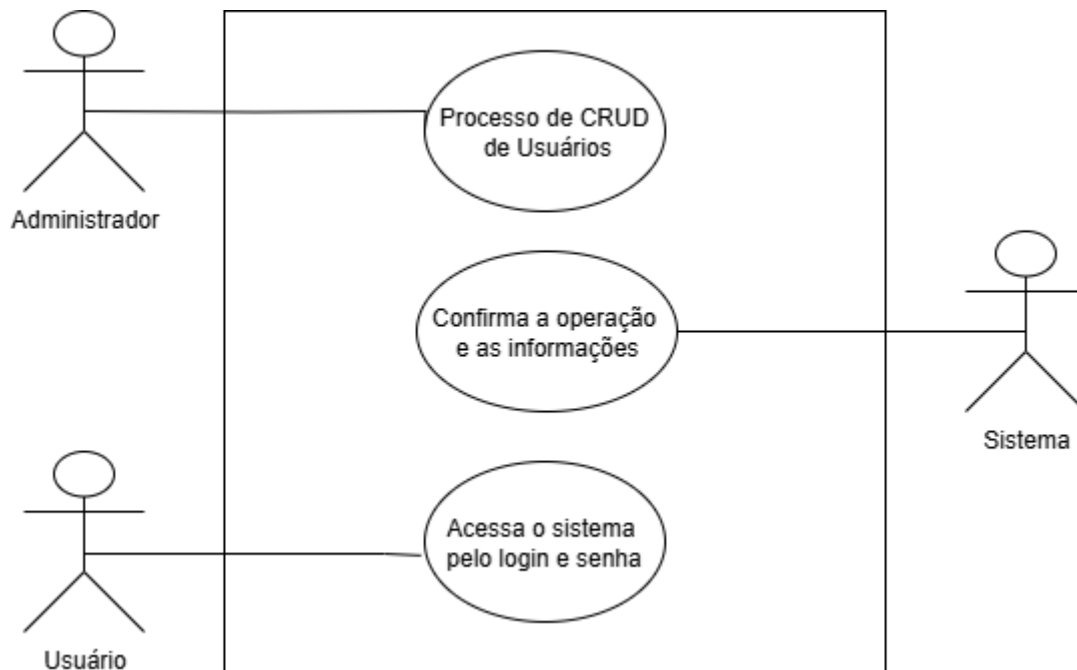 Processo de CRUD
de Usuários
Administrador
Confirma a operação
e as informações
Sistema
Acessa o sistema
pelo login e senha
Usuário